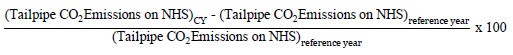 (Tailpipe CO₂Emissions on NHS)CY - (Tailpipe CO₂Emissions on NHS)reference year x 100
(Tailpipe CO₂Emissions on NHS)reference year